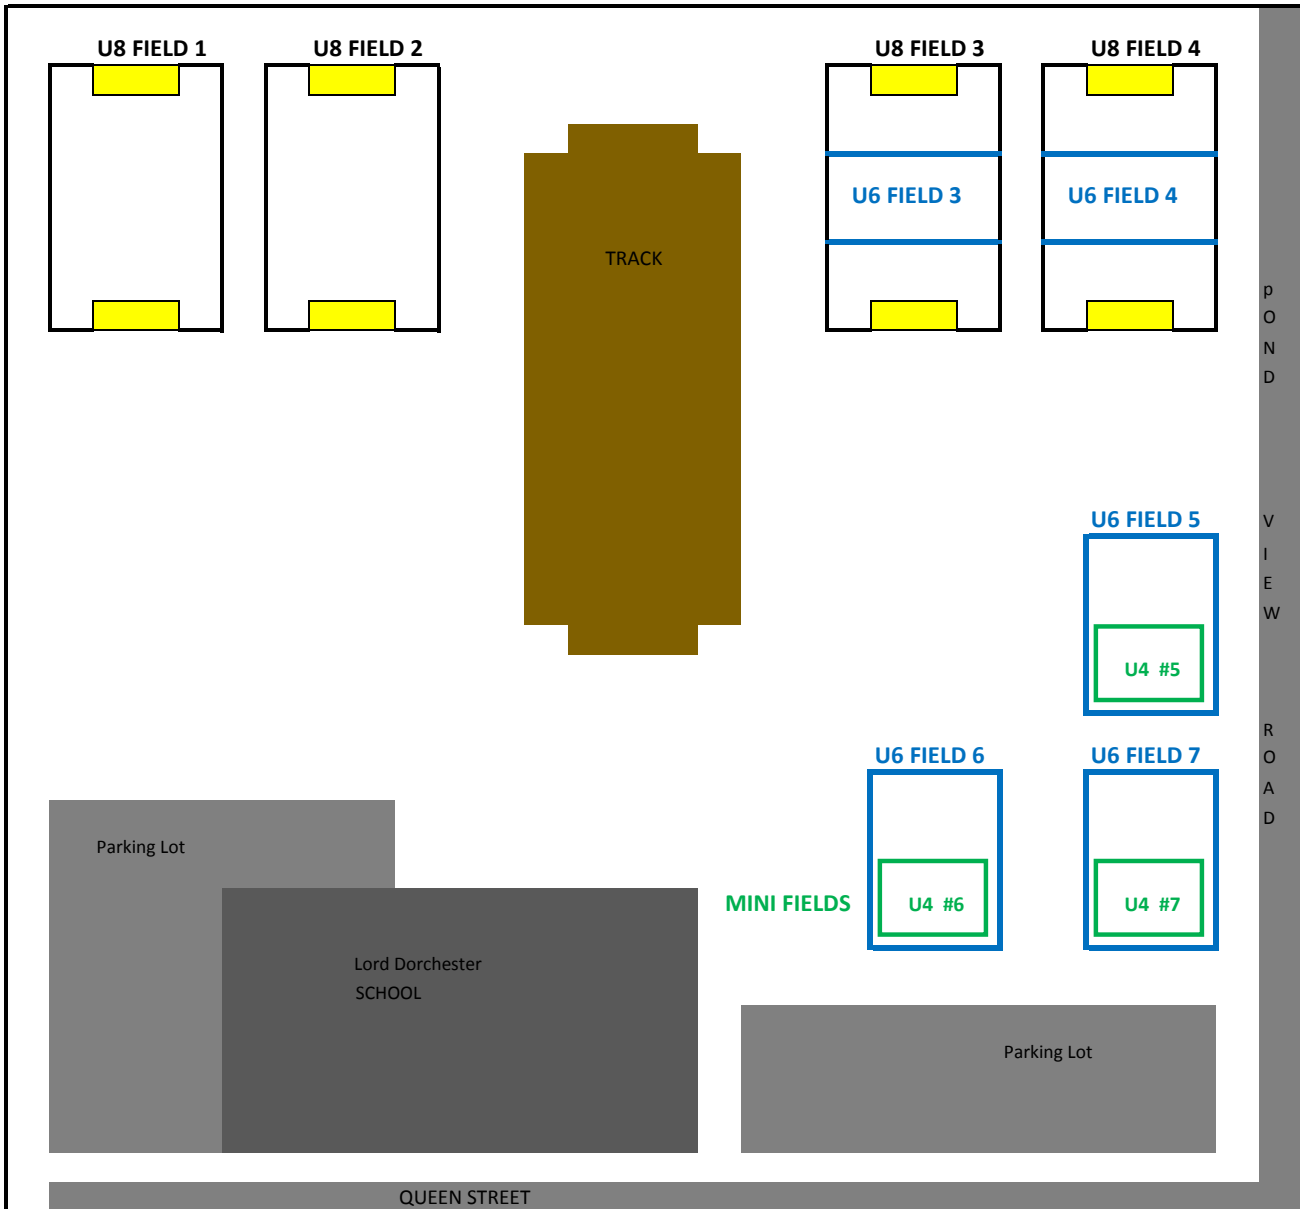 U8 FIELD 1
U8 FIELD 2
U8 FIELD 3
U8 FIELD 4
U6 FIELD 3
U6 FIELD 4
TRACK
p
O
N
D
V
I
E
W
R
O
A
D
U6 FIELD 5
U4 #5
U6 FIELD 6
U6 FIELD 7
Parking Lot
MINI FIELDS
U4 #6
U4 #7
Lord Dorchester
SCHOOL
Parking Lot
QUEEN STREET